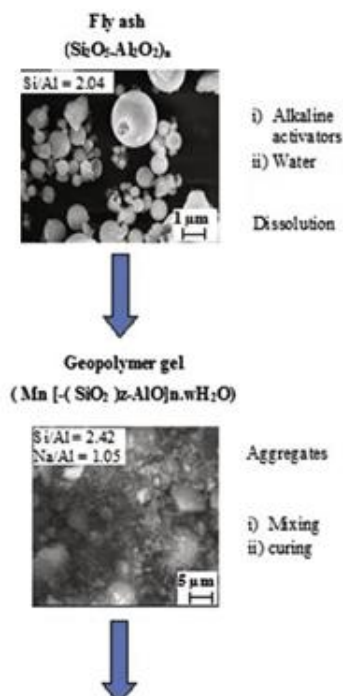 Fly ash
(Si₂O₅-Al₂O₂)ₙ
Si/Al = 2.04
1 μm
i) Alkaline
activators
ii) Water
Dissolution
Geopolymer gel
( Mn [-( SiO₂ )z-AlO]n.wH₂O)
Si/Al = 2.42
Na/Al = 1.05
5 μm
Aggregates
i) Mixing
ii) curing